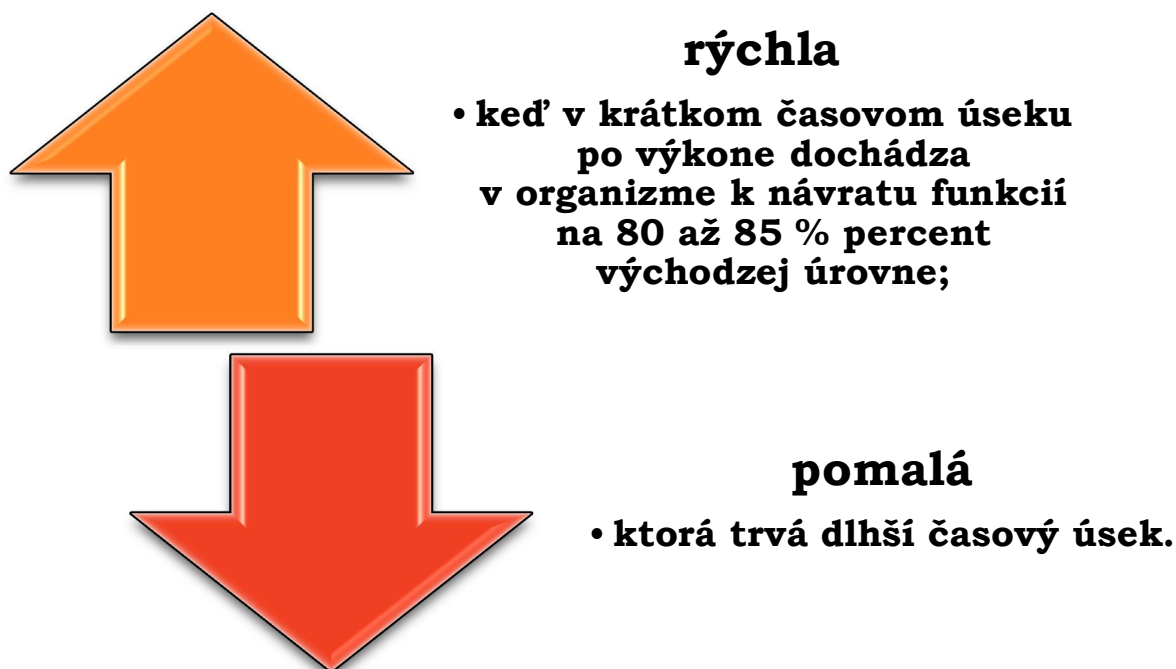 rýchla
• keď v krátkom časovom úseku
po výkone dochádza
v organizme k návratu funkcií
na 80 až 85 % percent
východzej úrovne;
pomalá
• ktorá trvá dlhší časový úsek.